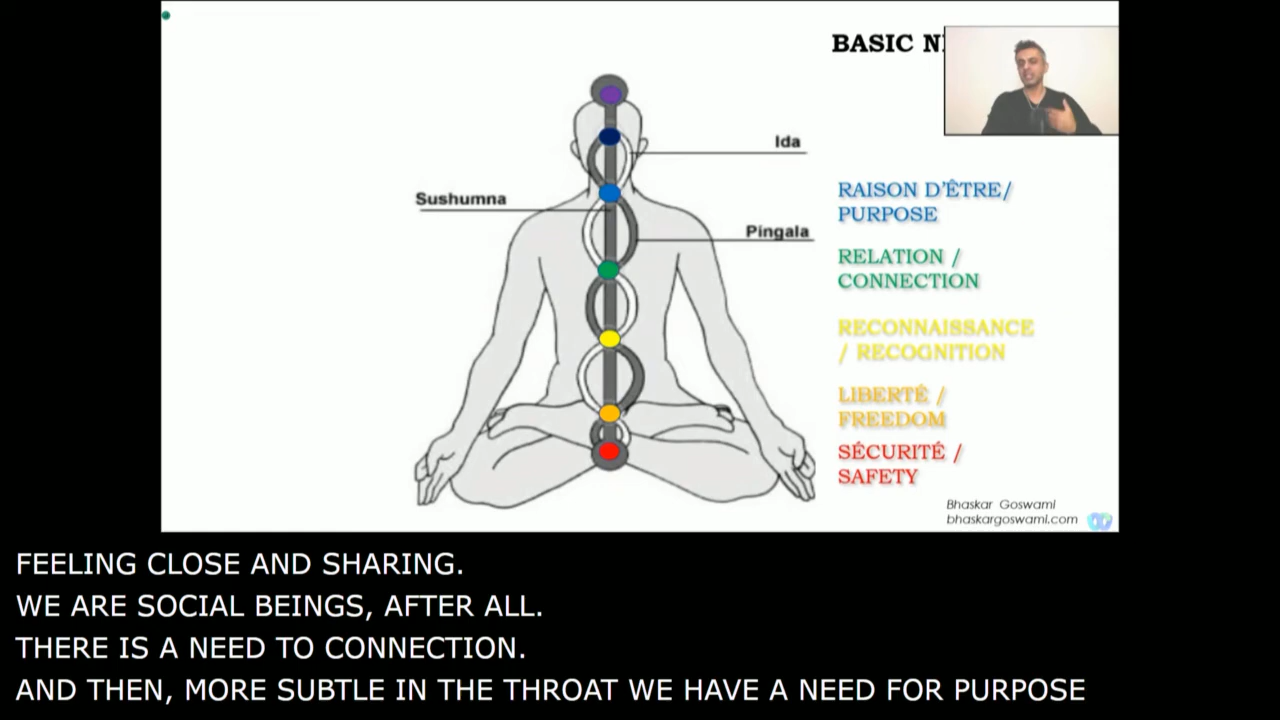 BASIC
Ida
Sushumna
Pingala
RAISON D'ÊTRE/
PURPOSE
RELATION /
CONNECTION
RECONNAISSANCE
/ RECOGNITION
LIBERTÉ /
FREEDOM
SÉCURITÉ /
SAFETY
Bhaskar Goswami
bhaskargoswami.com
FEELING CLOSE AND SHARING.
WE ARE SOCIAL BEINGS, AFTER ALL.
THERE IS A NEED TO CONNECTION.
AND THEN, MORE SUBTLE IN THE THROAT WE HAVE A NEED FOR PURPOSE